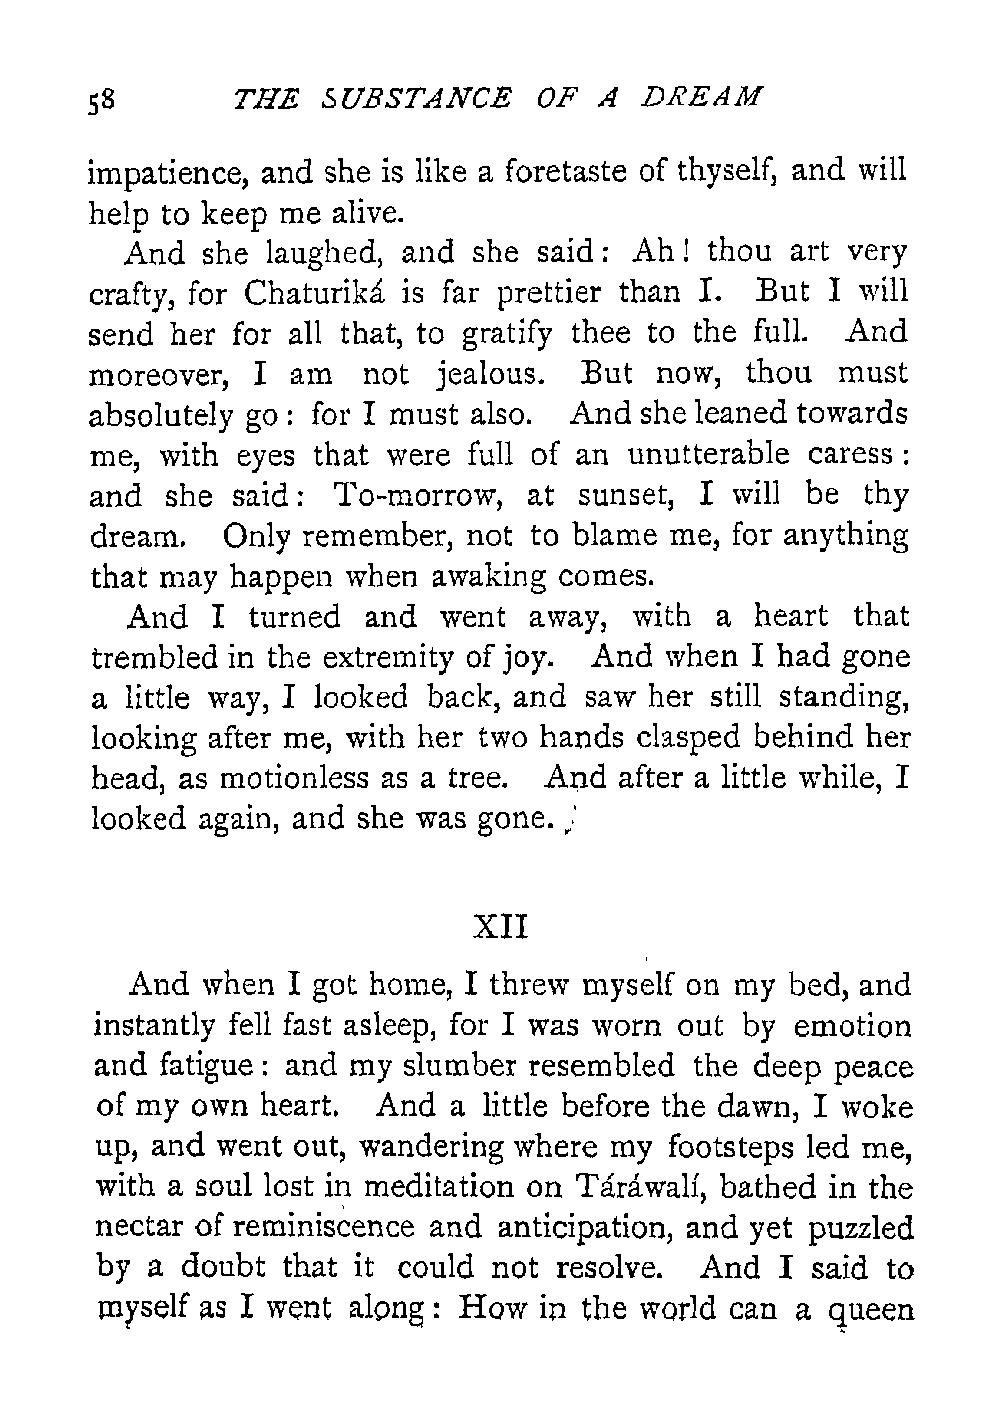 58 THE SUBSTANCE OF A DREAM
impatience, and she is like a foretaste of thyself, and will
help to keep me alive.
And she laughed, and she said: Ah! thou art very
crafty, for Chaturiká is far prettier than I. But I will
send her for all that, to gratify thee to the full. And
moreover, I am not jealous. But now, thou must
absolutely go: for I must also. And she leaned towards
me, with eyes that were full of an unutterable caress:
and she said: To-morrow, at sunset, I will be thy
dream. Only remember, not to blame me, for anything
that may happen when awaking comes.
And I turned and went away, with a heart that
trembled in the extremity of joy. And when I had gone
a little way, I looked back, and saw her still standing,
looking after me, with her two hands clasped behind her
head, as motionless as a tree. And after a little while, I
looked again, and she was gone.
XII
And when I got home, I threw myself on my bed, and
instantly fell fast asleep, for I was worn out by emotion
and fatigue: and my slumber resembled the deep peace
of my own heart. And a little before the dawn, I woke
up, and went out, wandering where my footsteps led me,
with a soul lost in meditation on Táráwalí, bathed in the
nectar of reminiscence and anticipation, and yet puzzled
by a doubt that it could not resolve. And I said to
myself as I went along: How in the world can a queen